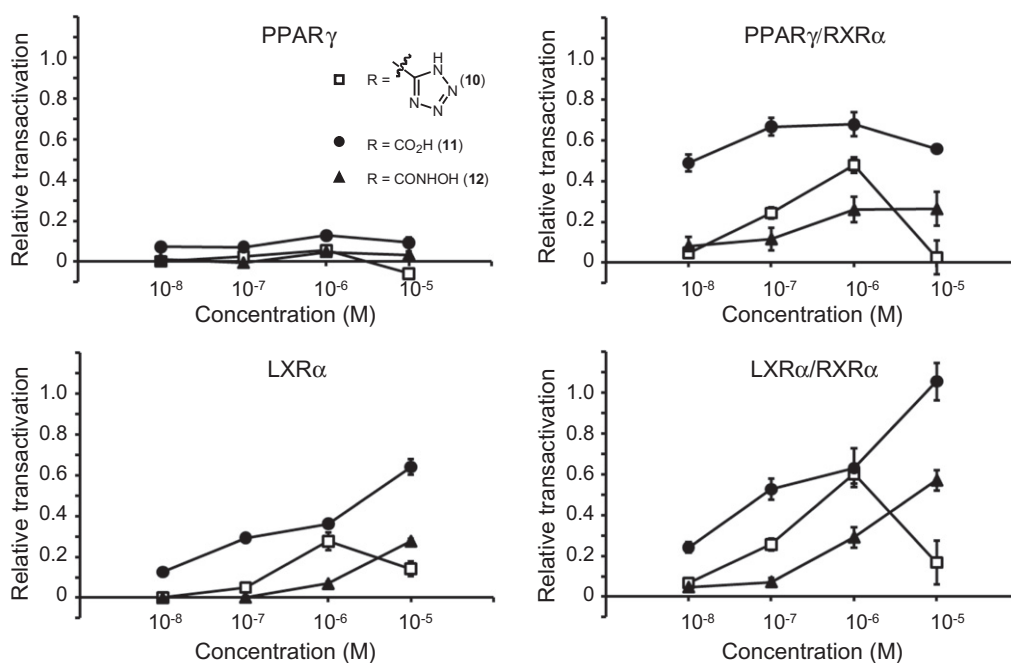 PPARγ
Relative transactivation
1.0
0.8
0.6
0.4
0.2
0
R = H N N N N (10)
R = CO₂H (11)
R = CONHOH (12)
10⁻⁸ 10⁻⁷ 10⁻⁶ 10⁻⁵
Concentration (M)
PPARγ/RXRα
Relative transactivation
1.0
0.8
0.6
0.4
0.2
0
10⁻⁸ 10⁻⁷ 10⁻⁶ 10⁻⁵
Concentration (M)
LXRα
Relative transactivation
1.0
0.8
0.6
0.4
0.2
0
10⁻⁸ 10⁻⁷ 10⁻⁶ 10⁻⁵
Concentration (M)
LXRα/RXRα
Relative transactivation
1.0
0.8
0.6
0.4
0.2
0
10⁻⁸ 10⁻⁷ 10⁻⁶ 10⁻⁵
Concentration (M)